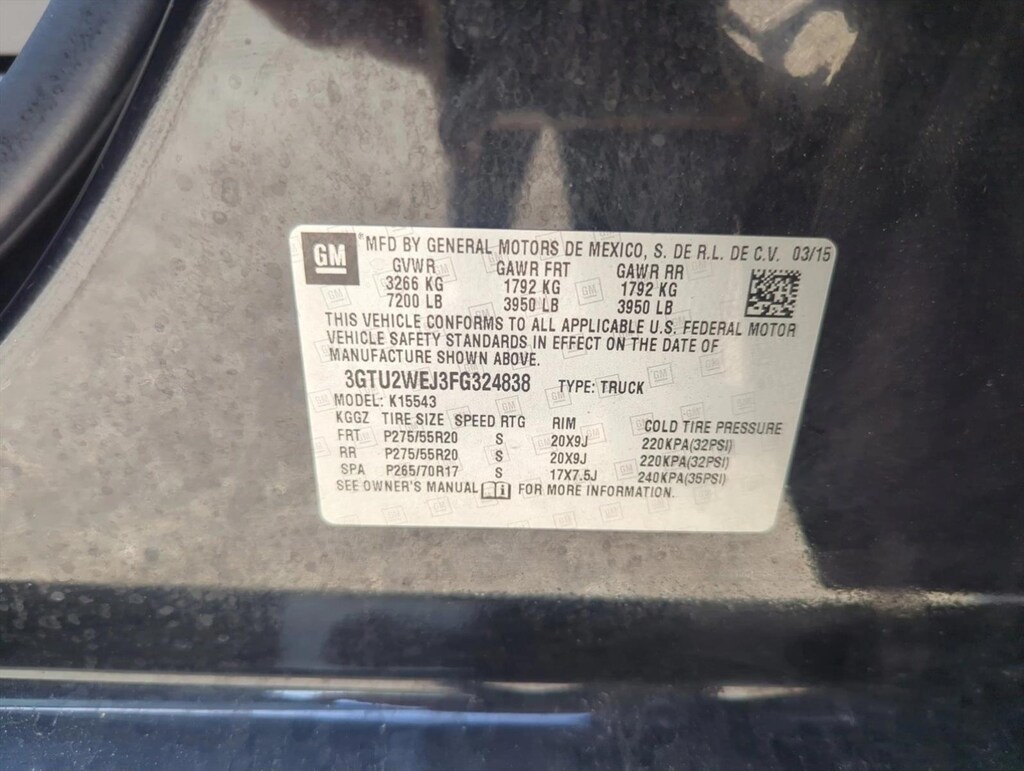 GM *MFD BY GENERAL MOTORS DE MEXICO, S. DE R.L. DE C.V. 03/15
GVWR GAWR FRT GAWR RR
3266 KG 1792 KG 1792 KG
7200 LB 3950 LB 3950 LB
THIS VEHICLE CONFORMS TO ALL APPLICABLE U.S. FEDERAL MOTOR
VEHICLE SAFETY STANDARDS IN EFFECT ON THE DATE OF
MANUFACTURE SHOWN ABOVE.
3GTU2WEJ3FG324838 TYPE: TRUCK
MODEL: K15543
KGGZ TIRE SIZE SPEED RTG RIM COLD TIRE PRESSURE
FRT P275/55R20 S 20X9J 220KPA(32PSI)
RR P275/55R20 S 20X9J 220KPA(32PSI)
SPA P265/70R17 S 17X7.5J 240KPA(35PSI)
SEE OWNER'S MANUAL FOR MORE INFORMATION.